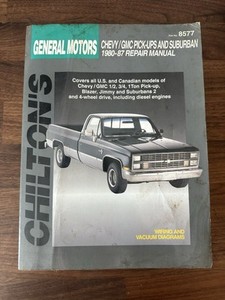 8577
GENERAL MOTORS
CHEVY/GMC PICK-UPS AND SUBURBAN
1980-87 REPAIR MANUAL
Covers all U.S. and Canadian models of
Chevy/GMC 1/2, 3/4, 1Ton Pick-up,
Blazer, Jimmy and Suburbans 2
and 4-wheel drive, including diesel engines
CHILTON'S
WIRING AND
VACUUM DIAGRAMS